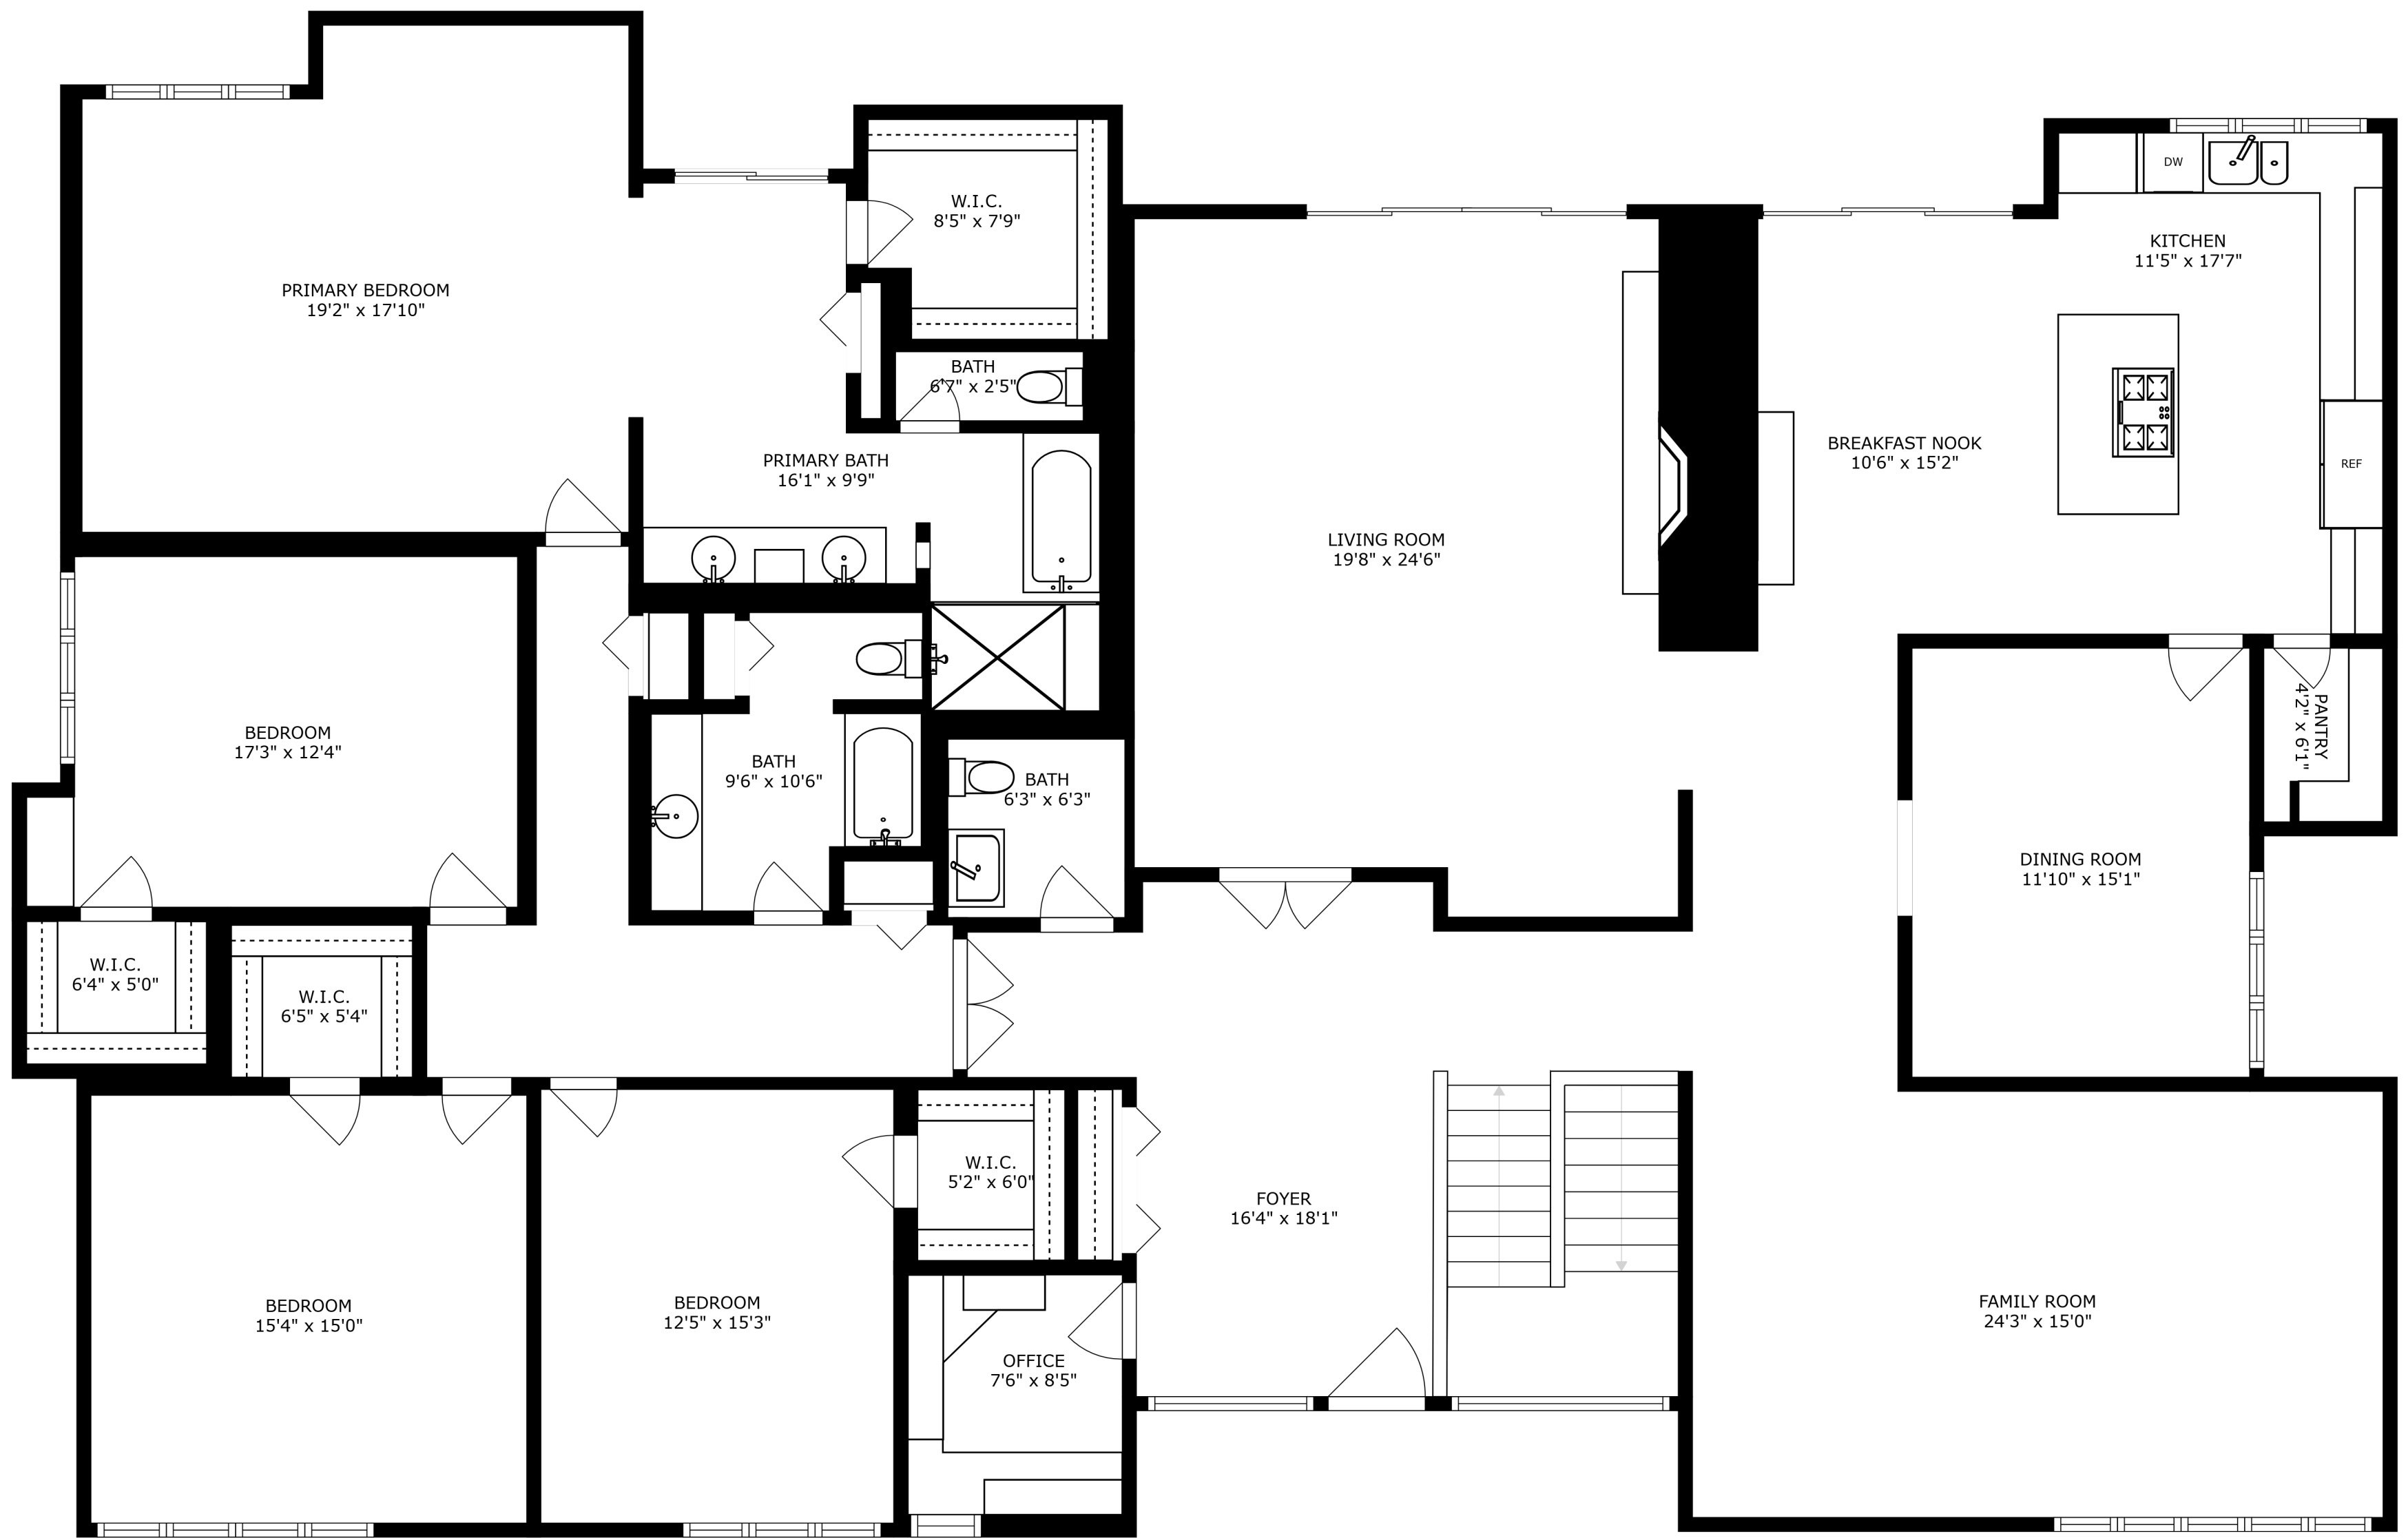 W.I.C.
8'5" x 7'9"
DW
KITCHEN
11'5" x 17'7"
PRIMARY BEDROOM
19'2" x 17'10"
BATH
6'7" x 2'5"
PRIMARY BATH
16'1" x 9'9"
BREAKFAST NOOK
10'6" x 15'2"
REF
LIVING ROOM
19'8" x 24'6"
BEDROOM
17'3" x 12'4"
BATH
9'6" x 10'6"
BATH
6'3" x 6'3"
PANTRY
4'2" x 6'1"
DINING ROOM
11'10" x 15'1"
W.I.C.
6'4" x 5'0"
W.I.C.
6'5" x 5'4"
W.I.C.
5'2" x 6'0"
FOYER
16'4" x 18'1"
BEDROOM
15'4" x 15'0"
BEDROOM
12'5" x 15'3"
OFFICE
7'6" x 8'5"
FAMILY ROOM
24'3" x 15'0"